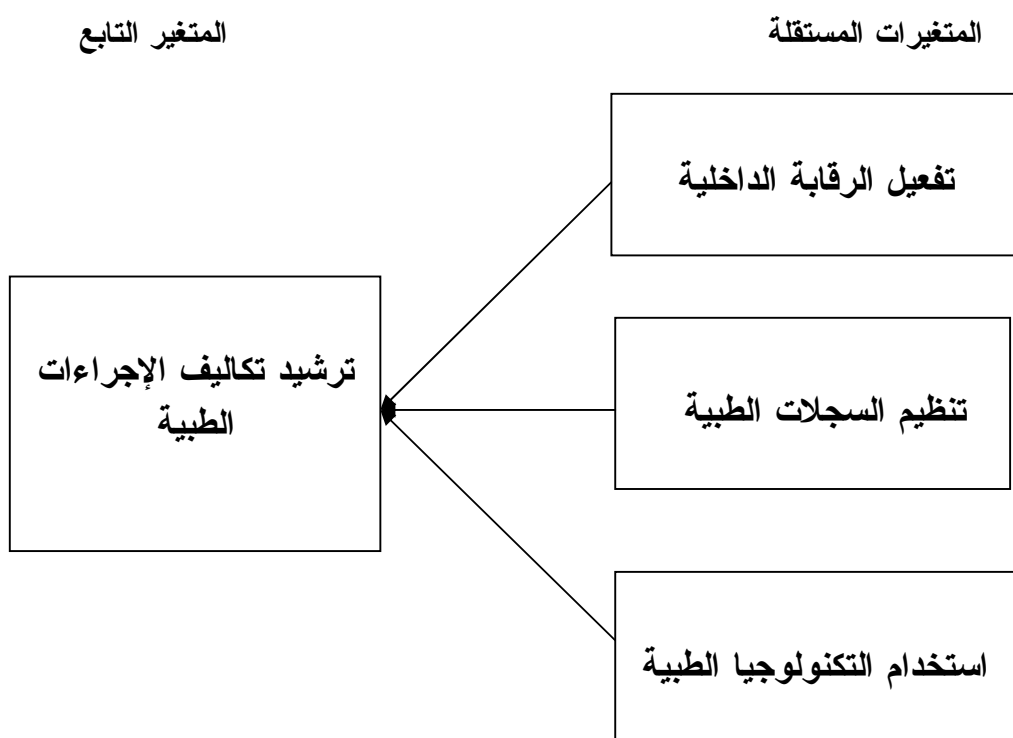 المتغيرات المستقلة
المتغير التابع
تفعيل الرقابة الداخلية
تنظيم السجلات الطبية
استخدام التكنولوجيا الطبية
ترشيد تكاليف الإجراءات
الطبية